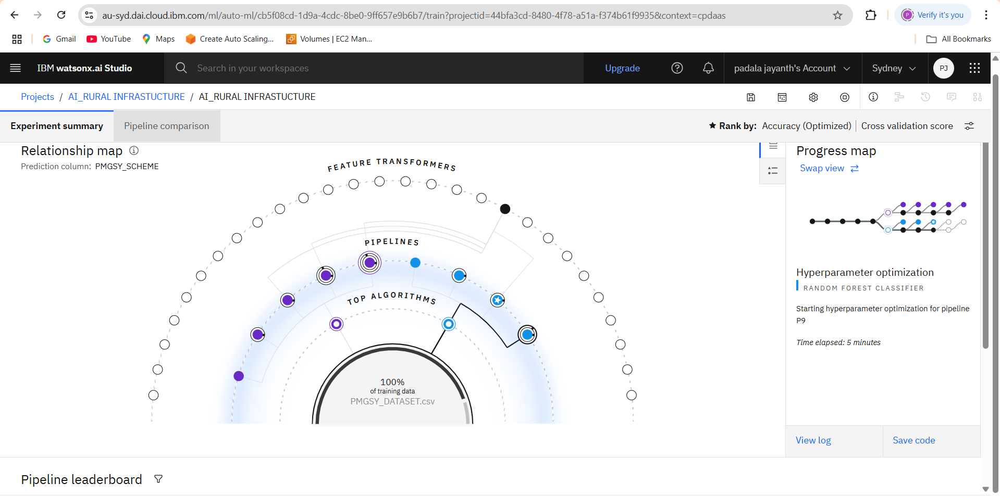 au-syd.dai.cloud.ibm.com/ml/auto-ml/cb5f08cd-1d9a-4cdc-8be0-9ff657e9b6b7/train?projectid=44bfa3cd-8480-4f78-a51a-f374b61f9935&context=cpdaas
P
Verify it's you
Gmail
YouTube
Maps
Create Auto Scaling...
Volumes | EC2 Man...
All Bookmarks
IBM watsonx.ai Studio
Search in your workspaces
Upgrade
padala jayanth's Account
Sydney
PJ
Projects / AI_RURAL INFRASTUCTURE / AI_RURAL INFRASTUCTURE
Experiment summary
Pipeline comparison
Rank by: Accuracy (Optimized) | Cross validation score
Relationship map
Prediction column: PMGSY_SCHEME
FEATURE TRANSFORMERS
PIPELINES
TOP ALGORITHMS
100%
of training data
PMGSY_DATASET.csv
Progress map
Swap view
Hyperparameter optimization
RANDOM FOREST CLASSIFIER
Starting hyperparameter optimization for pipeline
P9
Time elapsed: 5 minutes
View log
Save code
Pipeline leaderboard